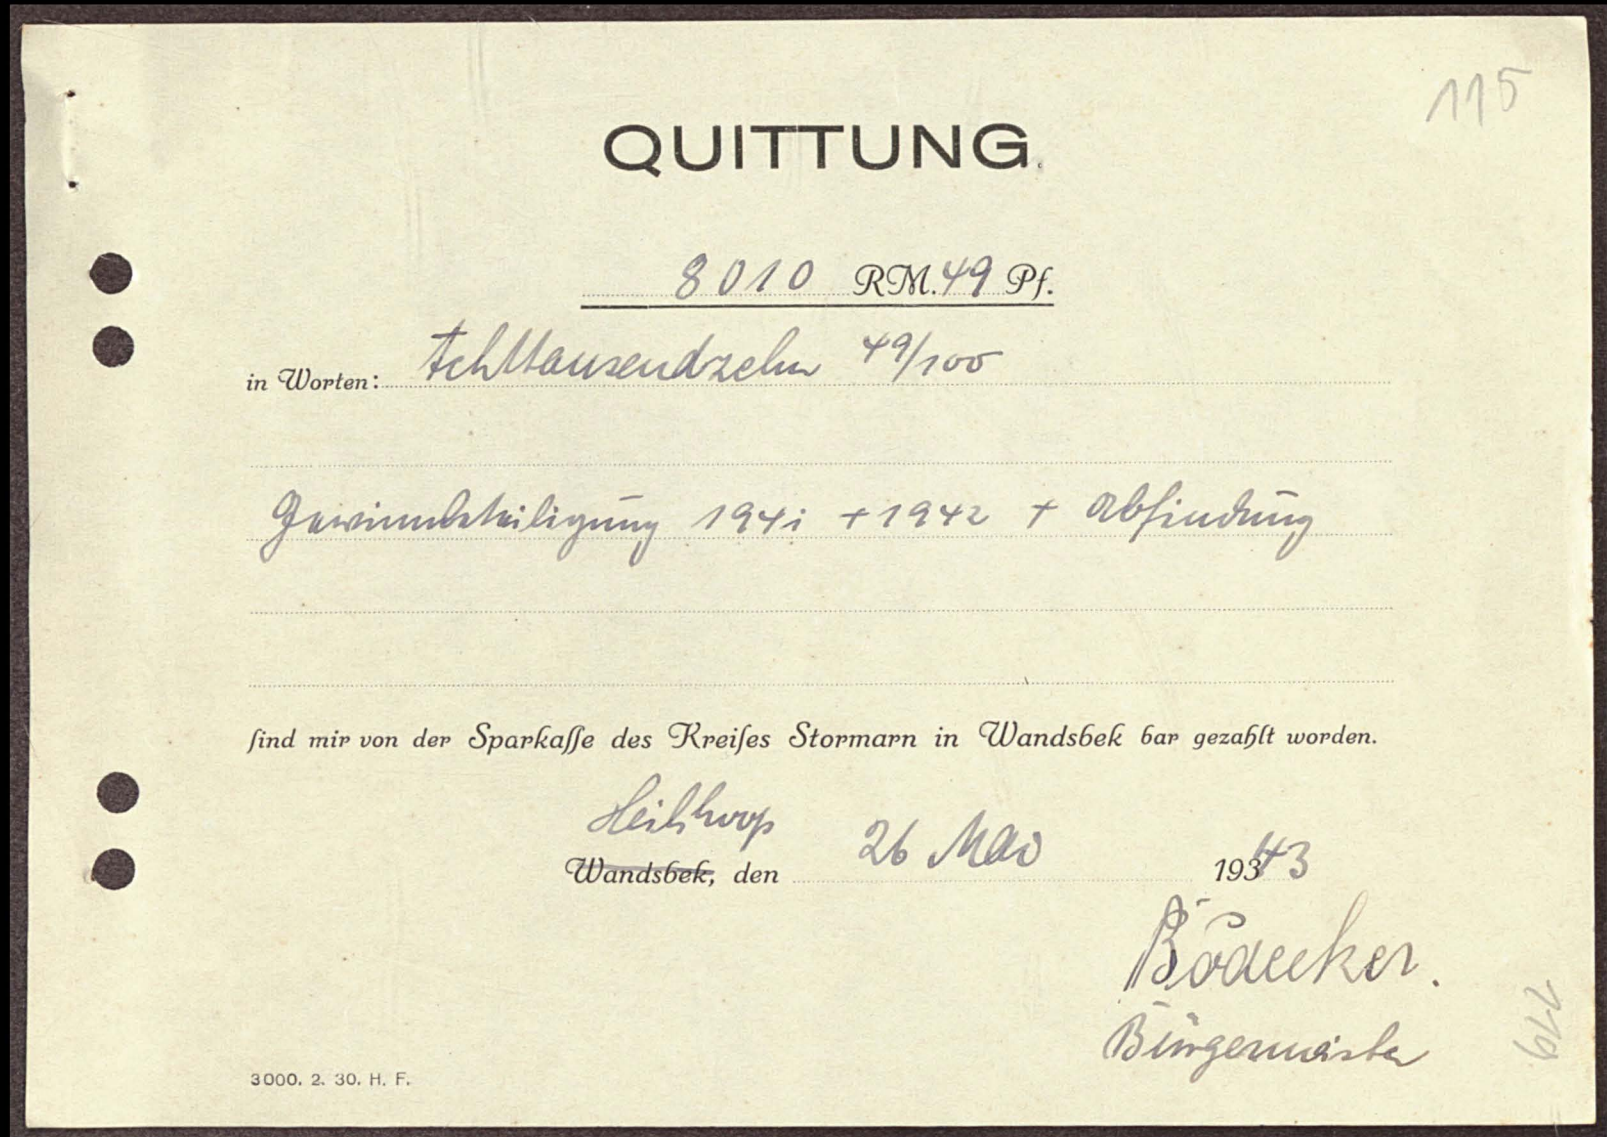 115
QUITTUNG.
8010 RM. 49 Pf.
in Worten: Achttausendzehn 49/100
Gewinnbeteiligung 1941 + 1942 + Abfindung
ſind mir von der Sparkaſſe des Kreiſes Stormarn in Wandsbek bar gezahlt worden.
Heilshoop
Wandsbek, den 26 Mai 1943
Bödecker.
Bürgermeister
779
3000. 2. 30. H. F.